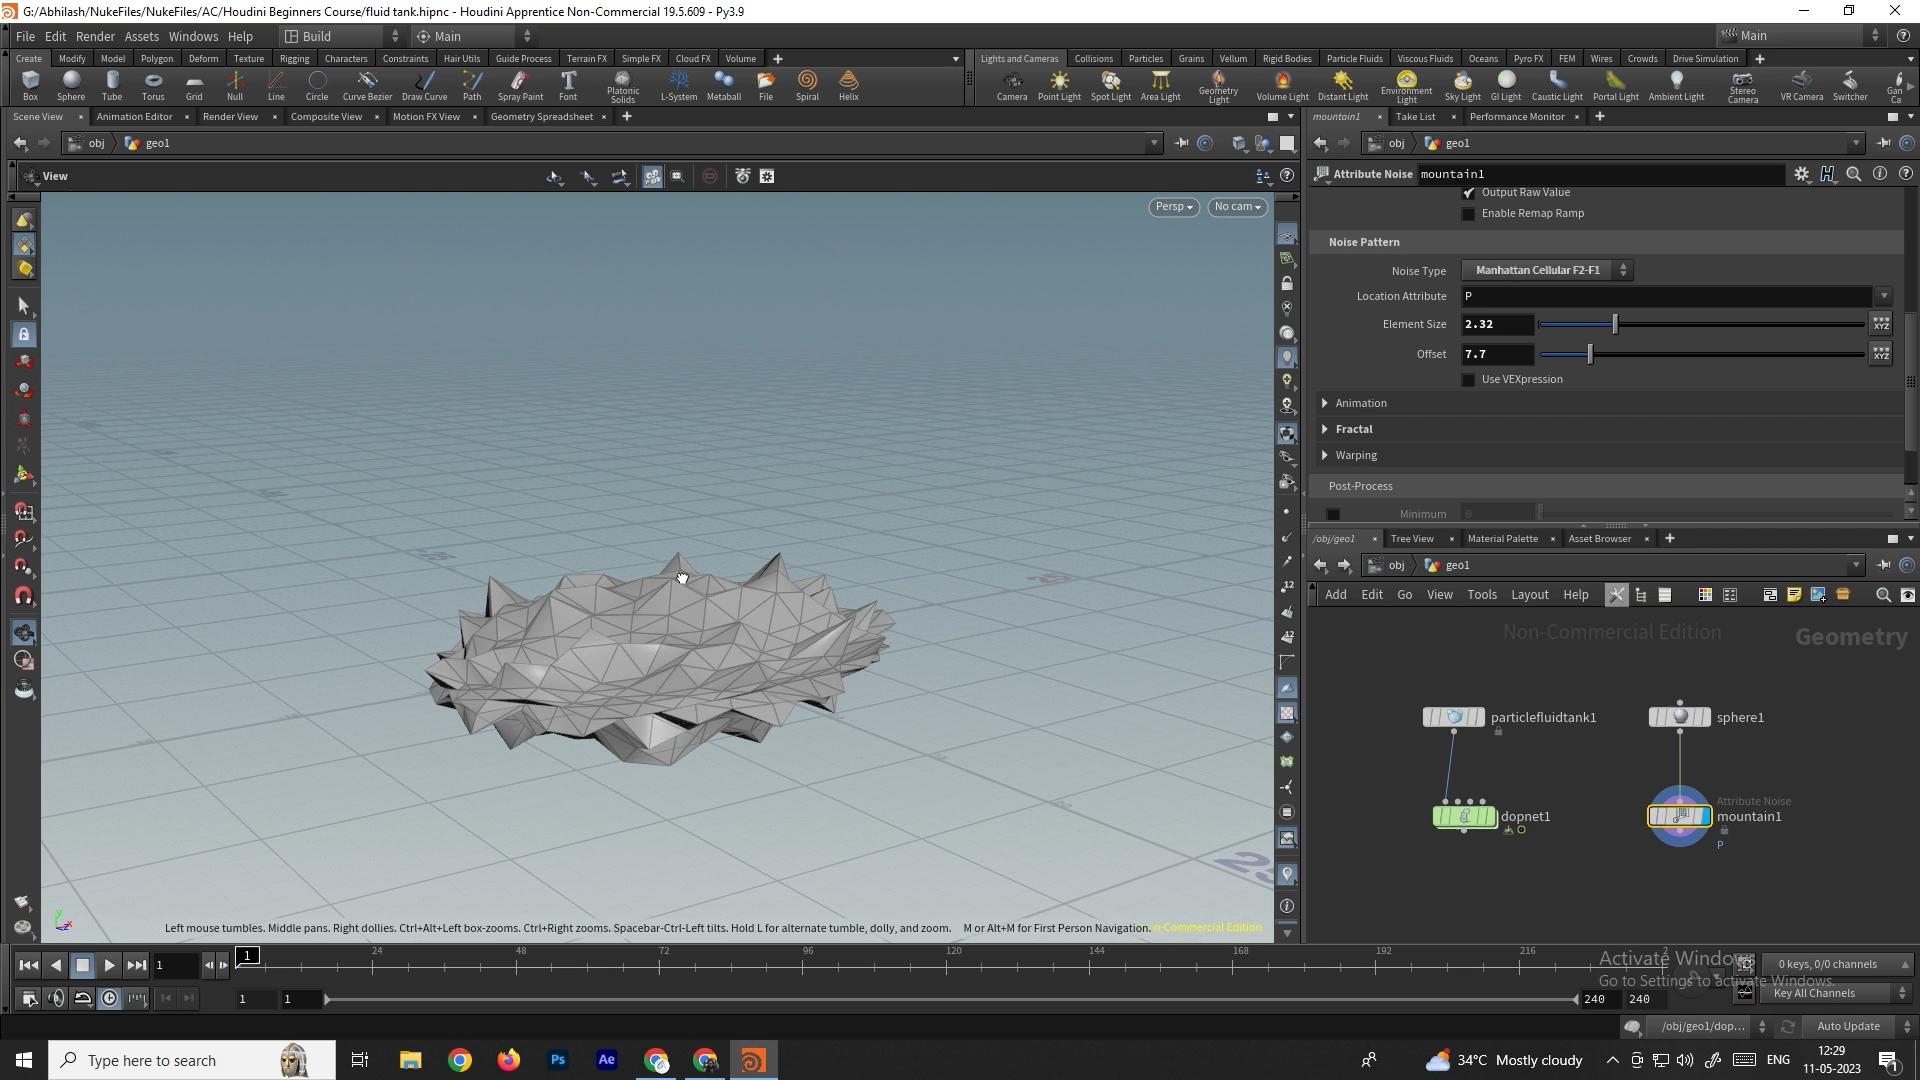 G:/Abhilash/NukeFiles/NukeFiles/AC/Houdini Beginners Course/fluid tank.hipnc - Houdini Apprentice Non-Commercial 19.5.609 - Py3.9
File Edit Render Assets Windows Help Build Main Main
Create Modify Model Polygon Deform Texture Rigging Characters Constraints Hair Utils Guide Process Terrain FX Simple FX Cloud FX Volume
Lights and Cameras Collisions Particles Grains Vellum Rigid Bodies Particle Fluids Viscous Fluids Oceans Pyro FX FEM Wires Crowds Drive Simulation
Box Sphere Tube Torus Grid Null Line Circle Curve Bezier Draw Curve Path Spray Paint Font Platonic Solids L-System Metaball File Spiral Helix
Camera Point Light Spot Light Area Light Geometry Light Volume Light Distant Light Environment Light Sky Light GI Light Caustic Light Portal Light Ambient Light Stereo Camera VR Camera Switcher Gan Ca
Scene View Animation Editor Render View Composite View Motion FX View Geometry Spreadsheet
mountain1 Take List Performance Monitor
obj geo1
obj geo1
View
Attribute Noise mountain1
Persp No cam
Output Raw Value
Enable Remap Ramp
Noise Pattern
Noise Type Manhattan Cellular F2-F1
Location Attribute P
Element Size 2.32
Offset 7.7
Use VEXpression
Animation
Fractal
Warping
Post-Process
Minimum 0
/obj/geo1 Tree View Material Palette Asset Browser
obj geo1
Add Edit Go View Tools Layout Help
Non-Commercial Edition
Geometry
particlefluidtank1 sphere1
Attribute Noise
dopnet1 mountain1
P
Left mouse tumbles. Middle pans. Right dollies. Ctrl+Alt+Left box-zooms. Ctrl+Right zooms. Spacebar-Ctrl-Left tilts. Hold L for alternate tumble, dolly, and zoom. M or Alt+M for First Person Navigation. n-Commercial Edition
1 1 24 48 72 96 120 144 168 192 216 2
Activate Windows
Go to Settings to activate Windows.
0 keys, 0/0 channels
1 1 240 240 Key All Channels
/obj/geo1/dop... Auto Update
Type here to search
34°C Mostly cloudy ENG
12:29
11-05-2023
1